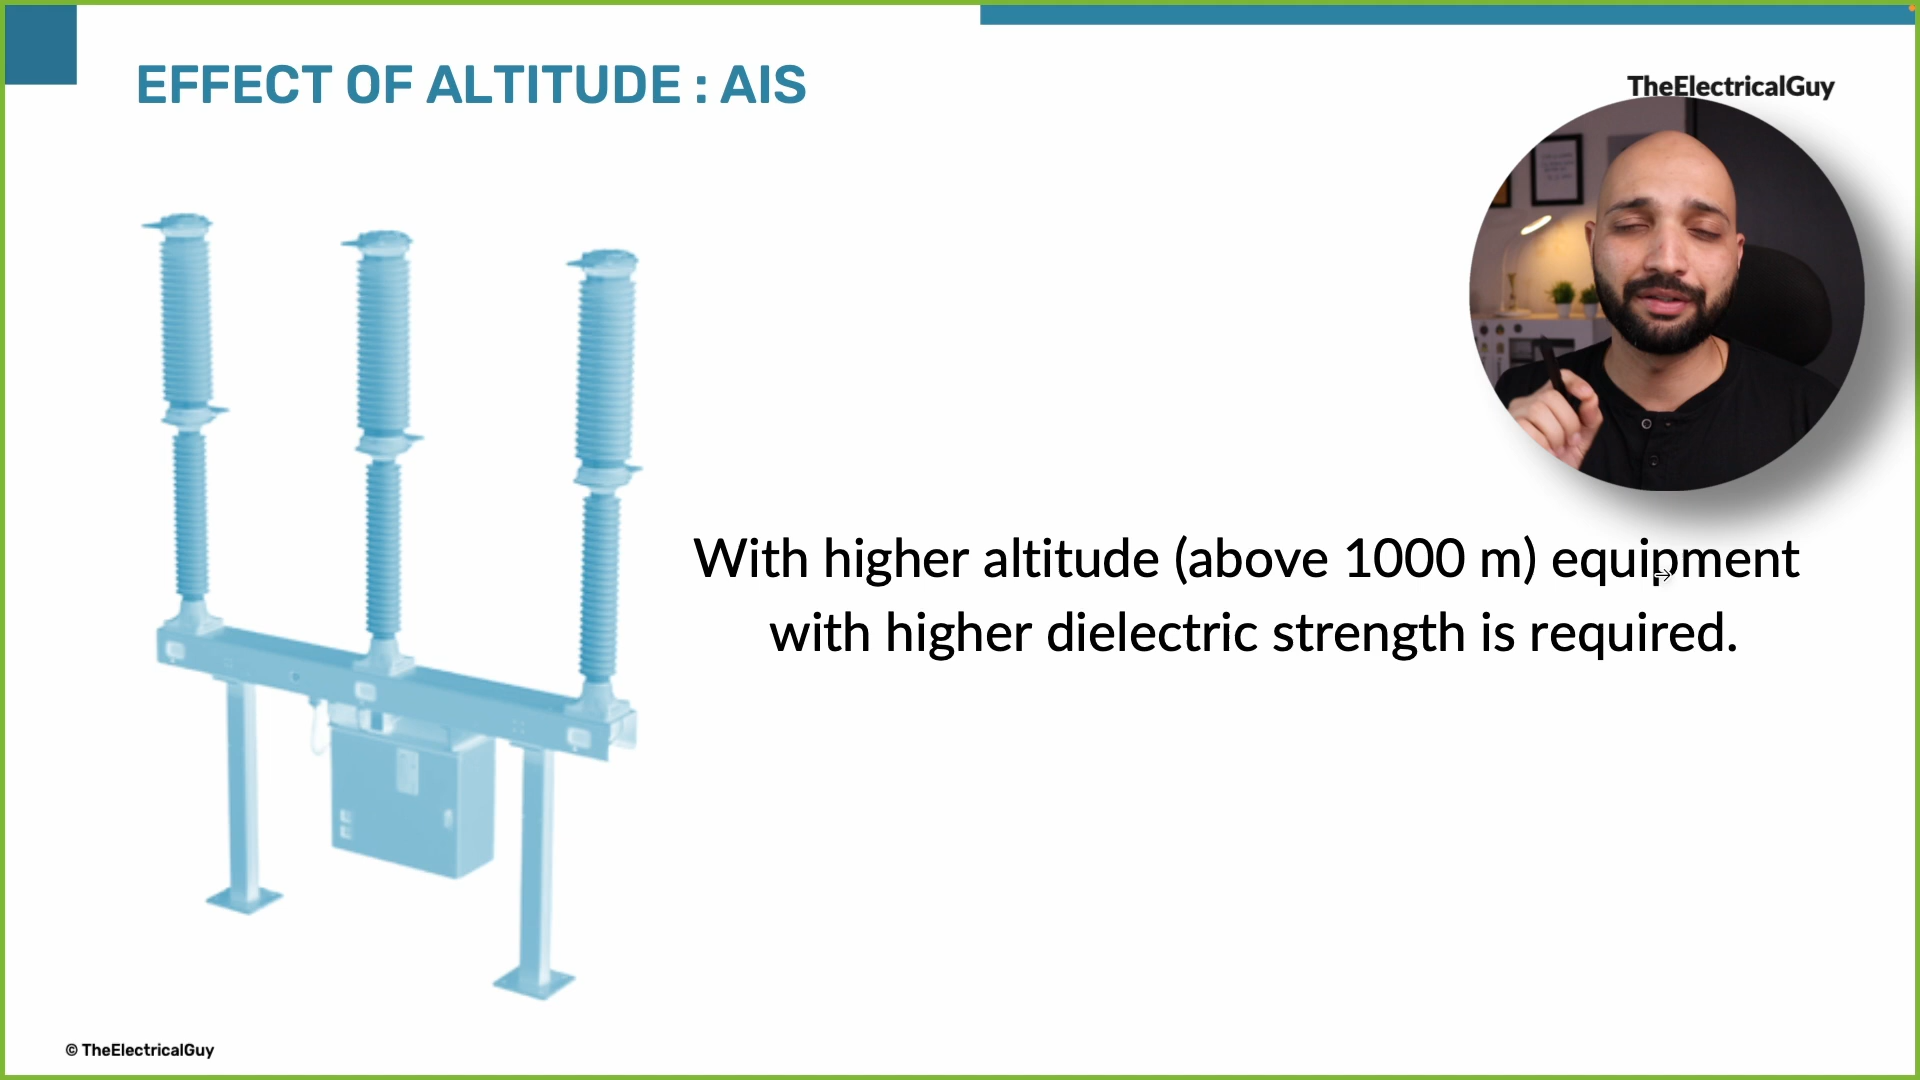 EFFECT OF ALTITUDE : AIS
TheElectricalGuy
With higher altitude (above 1000 m) equipment
with higher dielectric strength is required.
© TheElectricalGuy